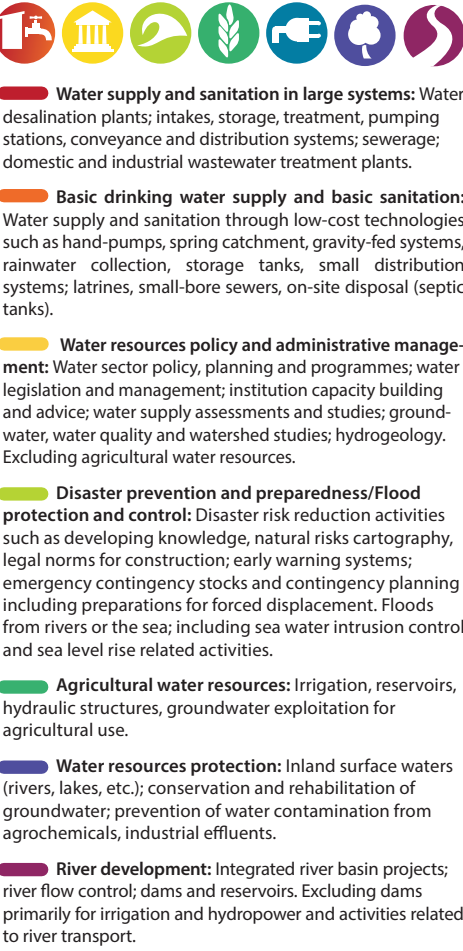 Water supply and sanitation in large systems: Water
desalination plants; intakes, storage, treatment, pumping
stations, conveyance and distribution systems; sewerage;
domestic and industrial wastewater treatment plants.
Basic drinking water supply and basic sanitation:
Water supply and sanitation through low-cost technologies
such as hand-pumps, spring catchment, gravity-fed systems,
rainwater collection, storage tanks, small distribution
systems; latrines, small-bore sewers, on-site disposal (septic
tanks).
Water resources policy and administrative manage-
ment: Water sector policy, planning and programmes; water
legislation and management; institution capacity building
and advice; water supply assessments and studies; ground-
water, water quality and watershed studies; hydrogeology.
Excluding agricultural water resources.
Disaster prevention and preparedness/Flood
protection and control: Disaster risk reduction activities
such as developing knowledge, natural risks cartography,
legal norms for construction; early warning systems;
emergency contingency stocks and contingency planning
including preparations for forced displacement. Floods
from rivers or the sea; including sea water intrusion control
and sea level rise related activities.
Agricultural water resources: Irrigation, reservoirs,
hydraulic structures, groundwater exploitation for
agricultural use.
Water resources protection: Inland surface waters
(rivers, lakes, etc.); conservation and rehabilitation of
groundwater; prevention of water contamination from
agrochemicals, industrial effluents.
River development: Integrated river basin projects;
river flow control; dams and reservoirs. Excluding dams
primarily for irrigation and hydropower and activities related
to river transport.